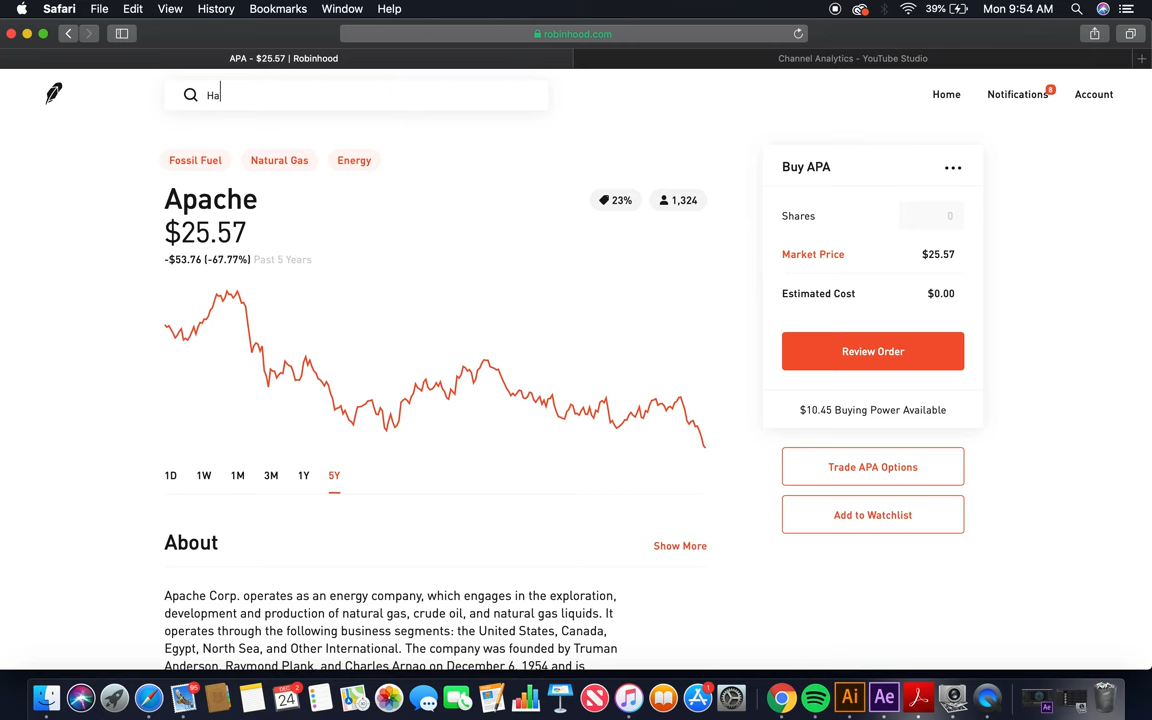 Safari File Edit View History Bookmarks Window Help 39% Mon 9:54 AM
robinhood.com
APA - $25.57 | Robinhood Channel Analytics - YouTube Studio
Ha Home Notifications 8 Account
Fossil Fuel Natural Gas Energy
Buy APA
Apache 23% 1,324
$25.57
-$53.76 (-67.77%) Past 5 Years
Shares 0
Market Price $25.57
Estimated Cost $0.00
Review Order
$10.45 Buying Power Available
1D 1W 1M 3M 1Y 5Y
Trade APA Options
Add to Watchlist
About Show More
Apache Corp. operates as an energy company, which engages in the exploration,
development and production of natural gas, crude oil, and natural gas liquids. It
operates through the following business segments: the United States, Canada,
Egypt, North Sea, and Other International. The company was founded by Truman
Anderson, Raymond Plank, and Charles Arnao on December 6, 1954 and is
DEC 24 2 1 Ai Ae